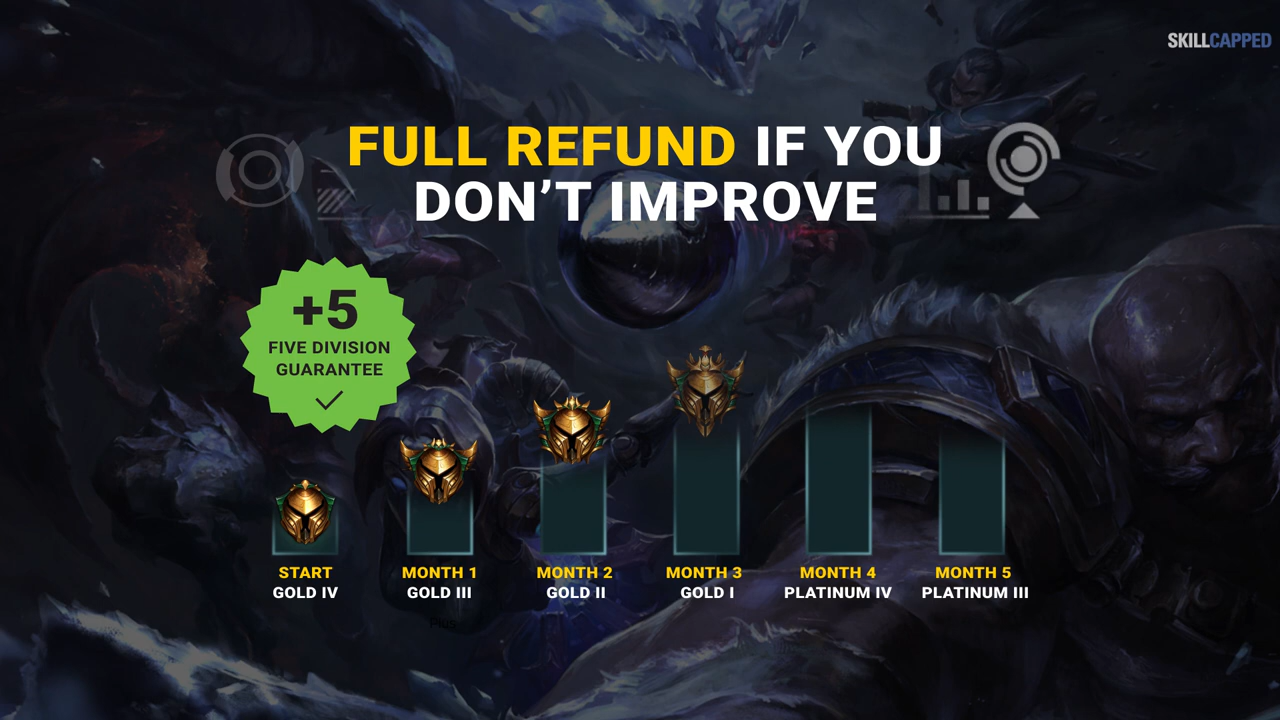 SKILLCAPPED
FULL REFUND IF YOU
DON’T IMPROVE
+5
FIVE DIVISION
GUARANTEE
START
GOLD IV
MONTH 1
GOLD III
MONTH 2
GOLD II
MONTH 3
GOLD I
MONTH 4
PLATINUM IV
MONTH 5
PLATINUM III